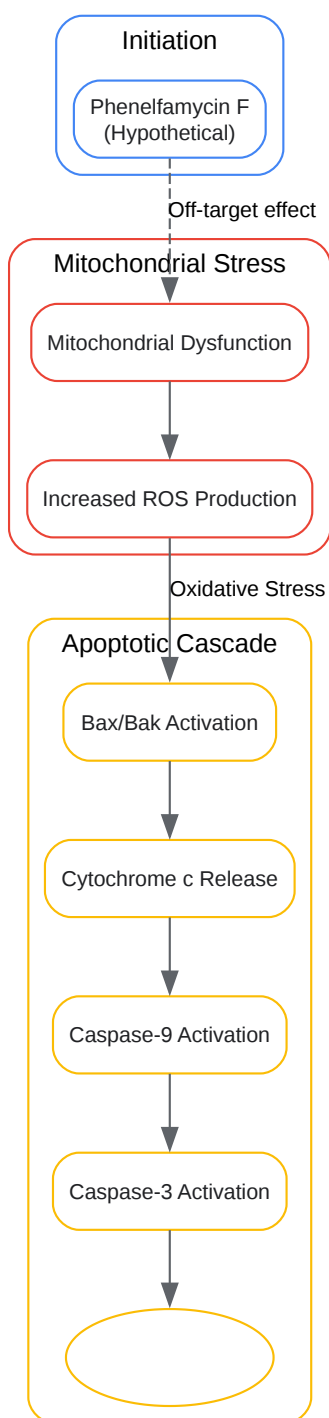 Initiation
Phenelfamycin F
(Hypothetical)
Off-target effect
Mitochondrial Stress
Mitochondrial Dysfunction
Increased ROS Production
Oxidative Stress
Apoptotic Cascade
Bax/Bak Activation
Cytochrome c Release
Caspase-9 Activation
Caspase-3 Activation